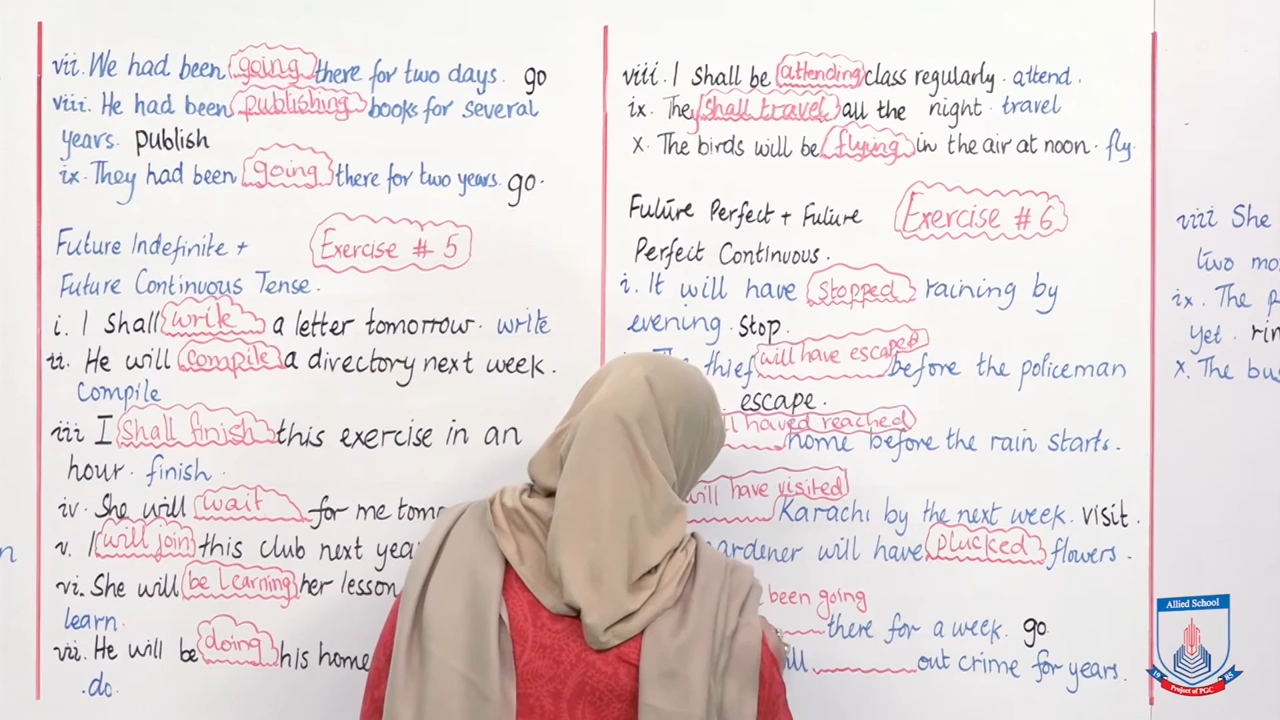 vii. We had been going there for two days. go
viii. He had been publishing books for several
years. publish
ix. They had been going there for two years. go.
Future Indefinite + Exercise # 5
Future Continuous Tense.
i. I shall write a letter tomorrow. write
ii. He will compile a directory next week.
Compile
iii I shall finish this exercise in an
hour. finish.
iv. She will wait for me
v. I will join this club next
vi. She will be learning her lesson
learn.
vii. He will be doing his home
.do.
viii. I shall be attending class regularly. attend.
ix. They shall travel all the night. travel
x. The birds will be flying in the air at noon. fly.
Future Perfect + Future Exercise # 6
Perfect Continuous.
i. It will have stopped raining by
evening. stop.
The thief will have escaped before the policeman
escape.
haved reached home before the rain starts.
will have visited Karachi by the next week. visit.
will have plucked flowers.
been going there for a week. go
out crime for years.
viii She
two
ix. The
yet.
x. The
Allied School
1985
Project of PGC